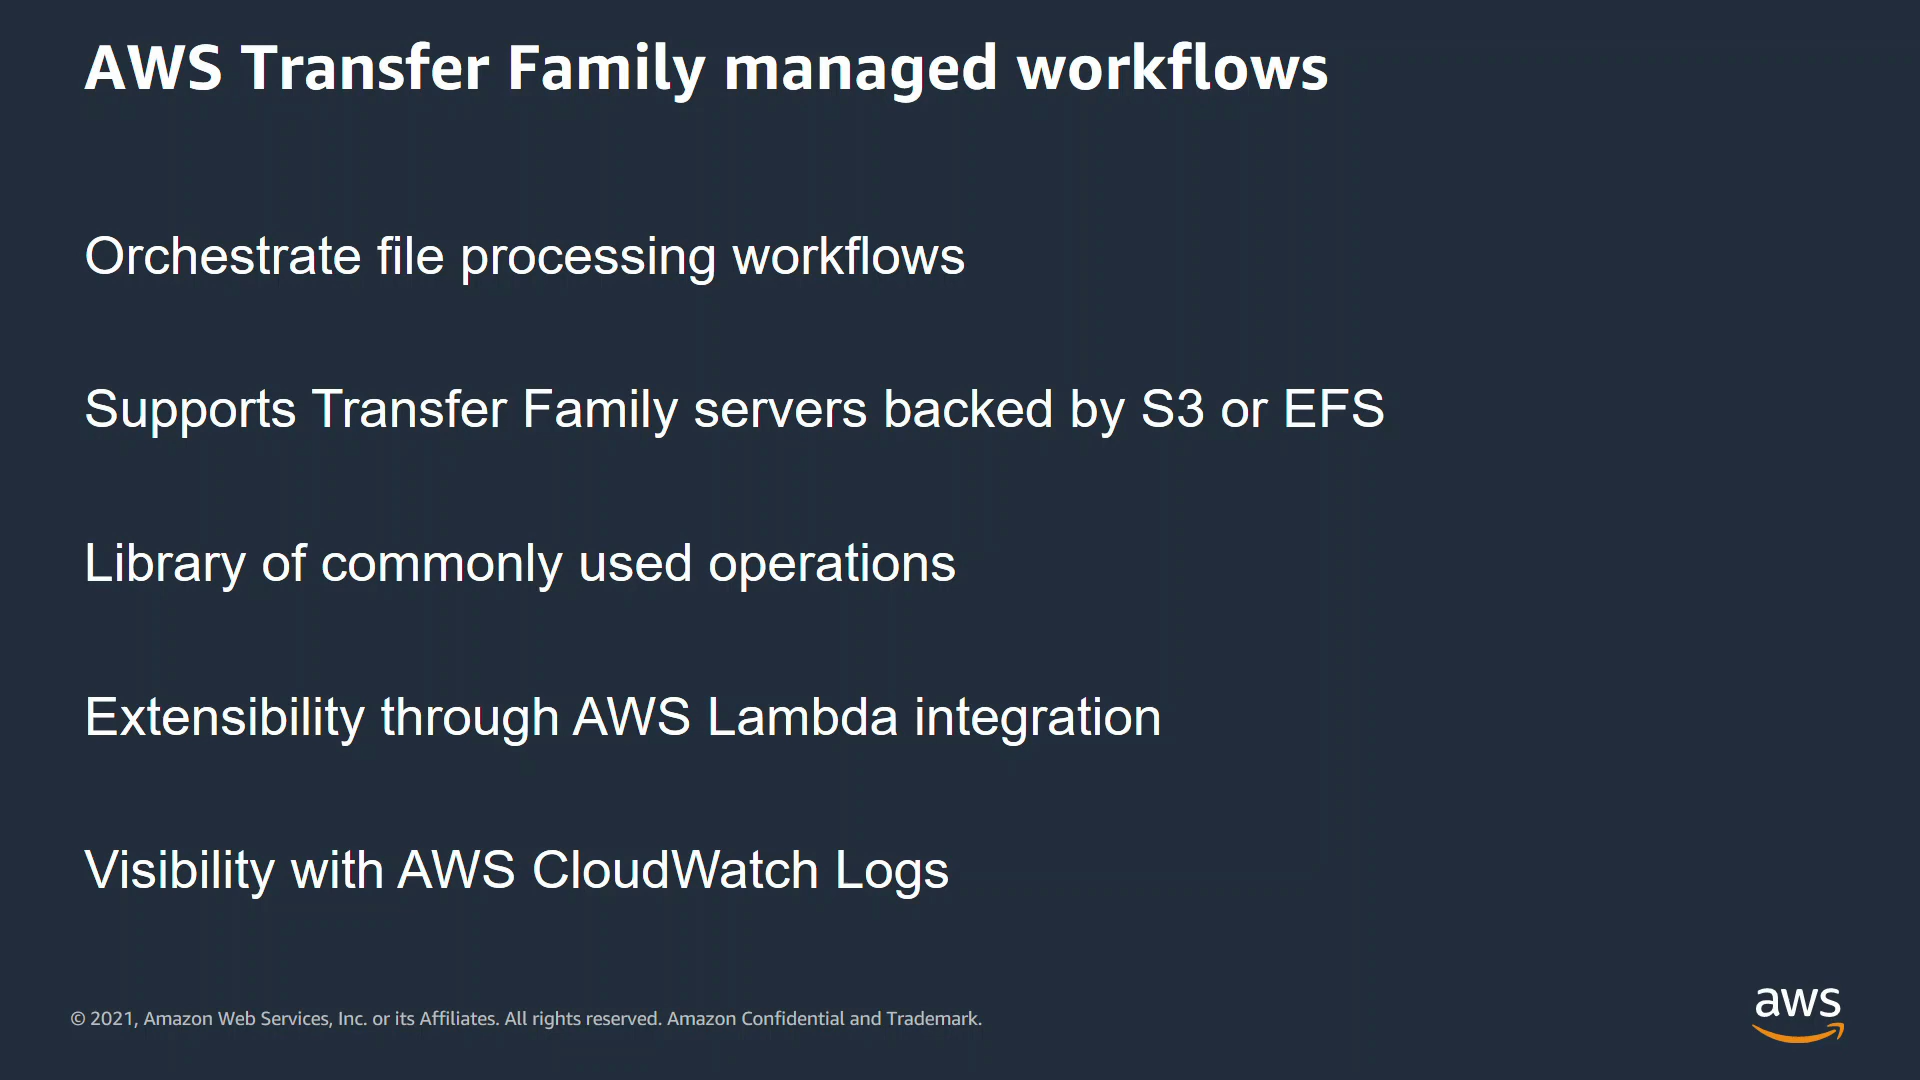 AWS Transfer Family managed workflows
Orchestrate file processing workflows
Supports Transfer Family servers backed by S3 or EFS
Library of commonly used operations
Extensibility through AWS Lambda integration
Visibility with AWS CloudWatch Logs
© 2021, Amazon Web Services, Inc. or its Affiliates. All rights reserved. Amazon Confidential and Trademark.
aws